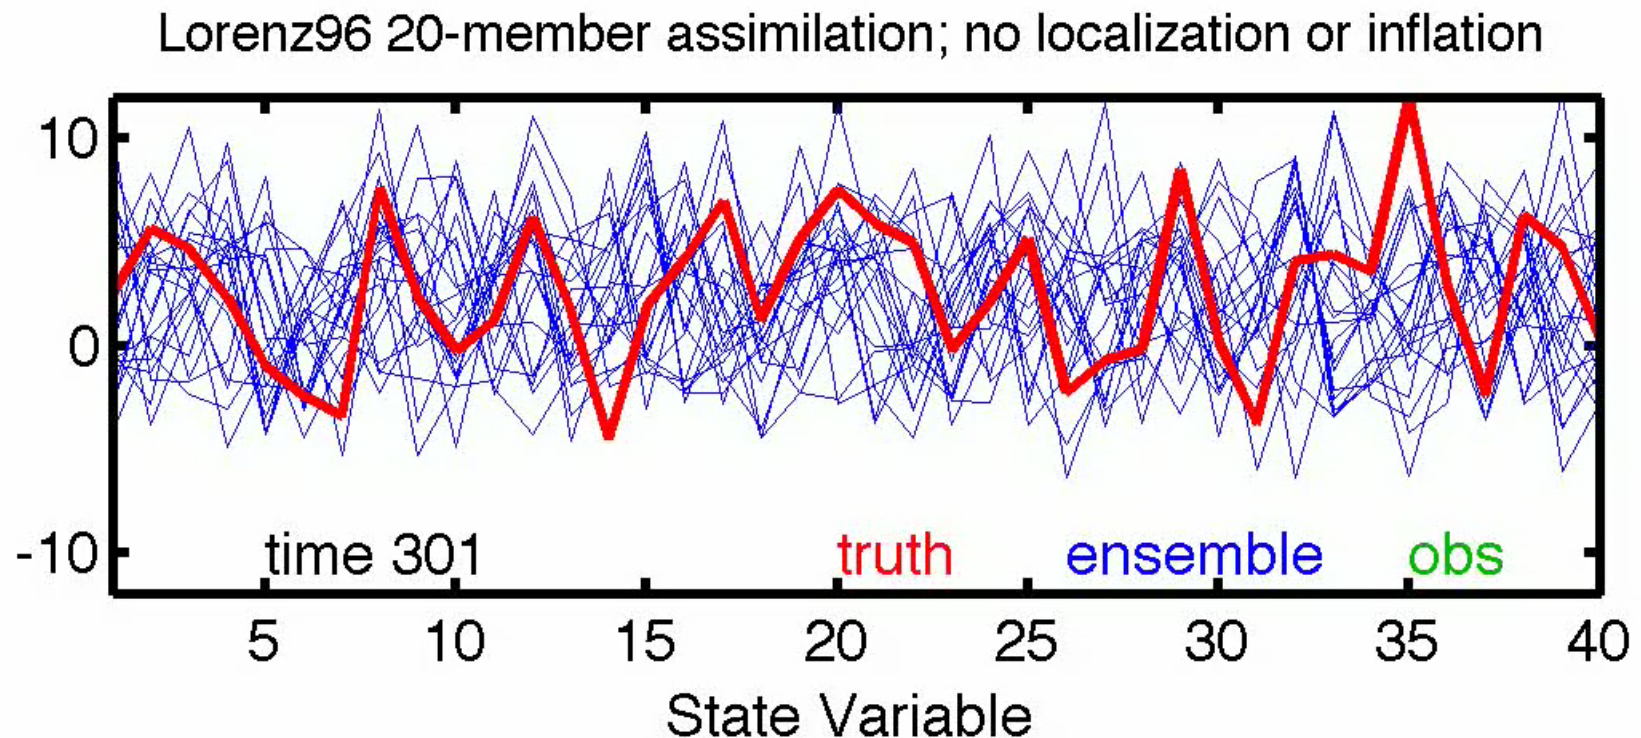 Lorenz96 20-member assimilation; no localization or inflation
10
0
-10
time 301 truth ensemble obs
5 10 15 20 25 30 35 40
State Variable